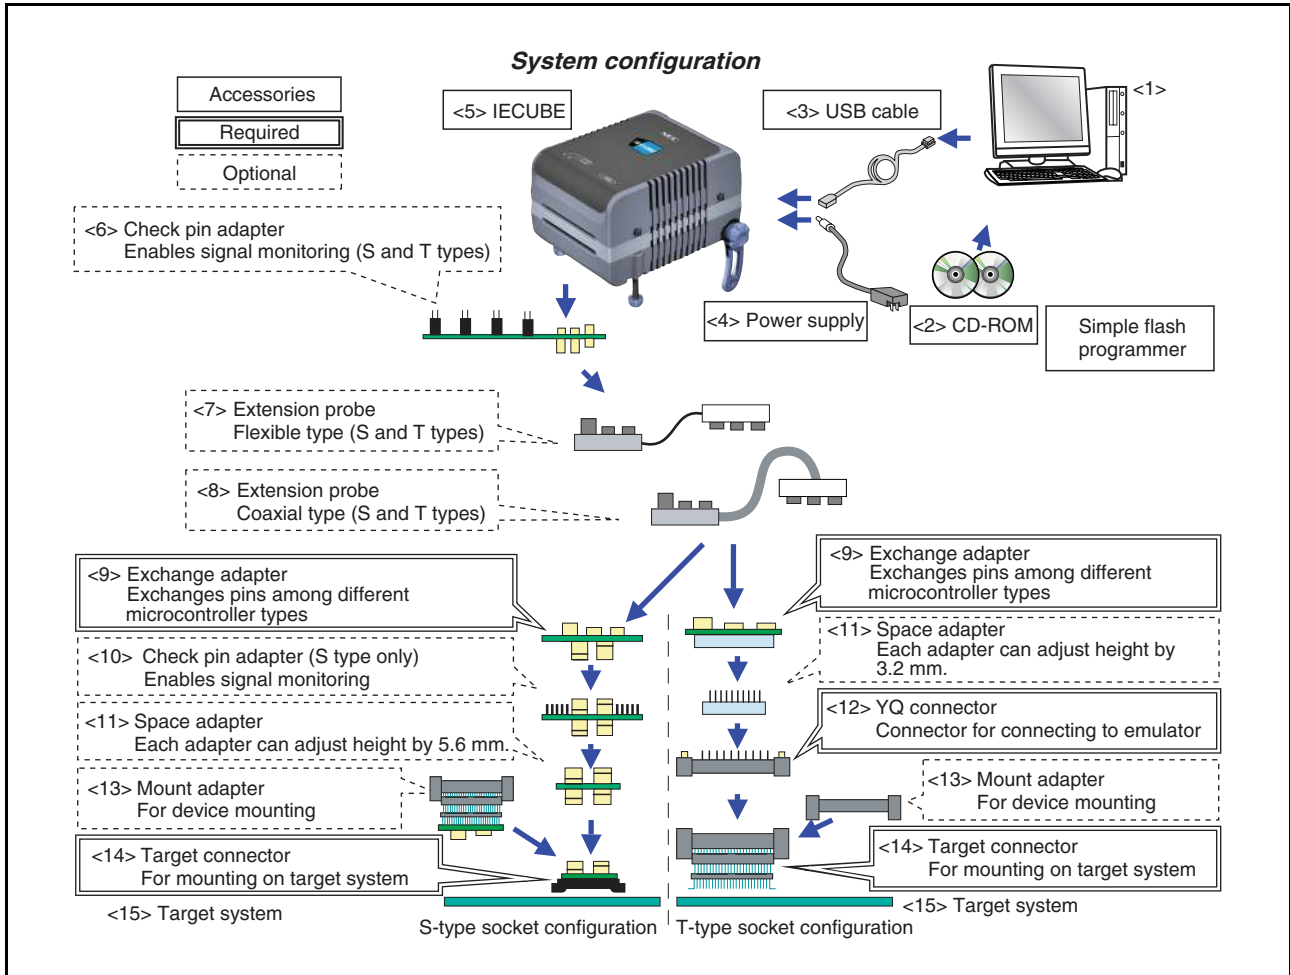 System configuration
Accessories
Required
Optional
<5> IECUBE
<3> USB cable
<1>
NEC
<6> Check pin adapter
Enables signal monitoring (S and T types)
<4> Power supply
<2> CD-ROM
Simple flash
programmer
<7> Extension probe
Flexible type (S and T types)
<8> Extension probe
Coaxial type (S and T types)
<9> Exchange adapter
Exchanges pins among different
microcontroller types
<10> Check pin adapter (S type only)
Enables signal monitoring
<11> Space adapter
Each adapter can adjust height by 5.6 mm.
<13> Mount adapter
For device mounting
<14> Target connector
For mounting on target system
<15> Target system
S-type socket configuration
<9> Exchange adapter
Exchanges pins among different
microcontroller types
<11> Space adapter
Each adapter can adjust height by
3.2 mm.
<12> YQ connector
Connector for connecting to emulator
<13> Mount adapter
For device mounting
<14> Target connector
For mounting on target system
<15> Target system
T-type socket configuration